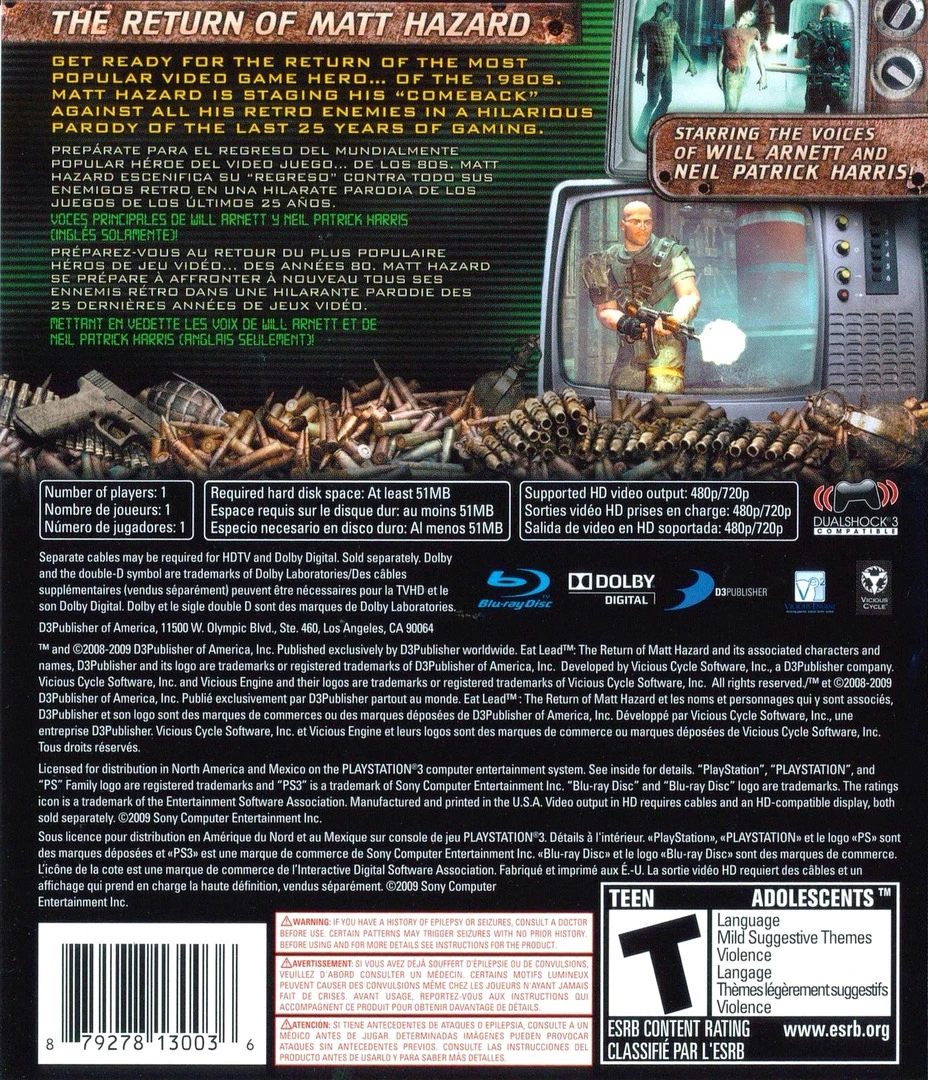 THE RETURN OF MATT HAZARD
GET READY FOR THE RETURN OF THE MOST
POPULAR VIDEO GAME HERO... OF THE 1980S.
MATT HAZARD IS STAGING HIS “COMEBACK”
AGAINST ALL HIS RETRO ENEMIES IN A HILARIOUS
PARODY OF THE LAST 25 YEARS OF GAMING.
STARRING THE VOICES
OF WILL ARNETT AND
NEIL PATRICK HARRIS!
PREPÁRATE PARA EL REGRESO DEL MUNDIALMENTE
POPULAR HÉROE DEL VIDEO JUEGO... DE LOS 80S. MATT
HAZARD ESCENIFICA SU “REGRESO” CONTRA TODO SUS
ENEMIGOS RETRO EN UNA HILARATE PARODIA DE LOS
JUEGOS DE LOS ÚLTIMOS 25 AÑOS.
VOCES PRINCIPALES DE WILL ARNETT Y NEIL PATRICK HARRIS
(INGLÉS SOLAMENTE)!
PRÉPAREZ-VOUS AU RETOUR DU PLUS POPULAIRE
HÉROS DE JEU VIDÉO... DES ANNÉES 80. MATT HAZARD
SE PRÉPARE À AFFRONTER À NOUVEAU TOUS SES
ENNEMIS RÉTRO DANS UNE HILARANTE PARODIE DES
25 DERNIÈRES ANNÉES DE JEUX VIDÉO.
METTANT EN VEDETTE LES VOIX DE WILL ARNETT ET DE
NEIL PATRICK HARRIS (ANGLAIS SEULEMENT)!
Number of players: 1
Nombre de joueurs: 1
Número de jugadores: 1
Required hard disk space: At least 51MB
Espace requis sur le disque dur: au moins 51MB
Especio necesario en disco duro: Al menos 51MB
Supported HD video output: 480p/720p
Sorties vidéo HD prises en charge: 480p/720p
Salida de video en HD soportada: 480p/720p
DUALSHOCK 3
COMPATIBLE
Separate cables may be required for HDTV and Dolby Digital. Sold separately. Dolby
and the double-D symbol are trademarks of Dolby Laboratories/Des câbles
supplémentaires (vendus séparément) peuvent être nécessaires pour la TVHD et le
son Dolby Digital. Dolby et le sigle double D sont des marques de Dolby Laboratories.
Blu-ray Disc
DOLBY
DIGITAL
D3PUBLISHER
VICIOUS ENGINE
VICIOUS
CYCLE
D3Publisher of America, 11500 W. Olympic Blvd., Ste. 460, Los Angeles, CA 90064
™ and ©2008-2009 D3Publisher of America, Inc. Published exclusively by D3Publisher worldwide. Eat Lead™: The Return of Matt Hazard and its associated characters and
names, D3Publisher and its logo are trademarks or registered trademarks of D3Publisher of America, Inc. Developed by Vicious Cycle Software, Inc., a D3Publisher company.
Vicious Cycle Software, Inc. and Vicious Engine and their logos are trademarks or registered trademarks of Vicious Cycle Software, Inc. All rights reserved./™ et ©2008-2009
D3Publisher of America, Inc. Publié exclusivement par D3Publisher partout au monde. Eat Lead™ : The Return of Matt Hazard et les noms et personnages qui y sont associés,
D3Publisher et son logo sont des marques de commerces ou des marques déposées de D3Publisher of America, Inc. Développé par Vicious Cycle Software, Inc., une
entreprise D3Publisher. Vicious Cycle Software, Inc. et Vicious Engine et leurs logos sont des marques de commerce ou marques déposées de Vicious Cycle Software, Inc.
Tous droits réservés.
Licensed for distribution in North America and Mexico on the PLAYSTATION®3 computer entertainment system. See inside for details. “PlayStation”, “PLAYSTATION”, and
“PS” Family logo are registered trademarks and “PS3” is a trademark of Sony Computer Entertainment Inc. “Blu-ray Disc” and “Blu-ray Disc” logo are trademarks. The ratings
icon is a trademark of the Entertainment Software Association. Manufactured and printed in the U.S.A. Video output in HD requires cables and an HD-compatible display, both
sold separately. ©2009 Sony Computer Entertainment Inc.
Sous licence pour distribution en Amérique du Nord et au Mexique sur console de jeu PLAYSTATION®3. Détails à l'intérieur. «PlayStation», «PLAYSTATION» et le logo «PS» sont
des marques déposées et «PS3» est une marque de commerce de Sony Computer Entertainment Inc. «Blu-ray Disc» et le logo «Blu-ray Disc» sont des marques de commerce.
L'icône de la cote est une marque de commerce de l'Interactive Digital Software Association. Fabriqué et imprimé aux É.-U. La sortie vidéo HD requiert des câbles et un
affichage qui prend en charge la haute définition, vendus séparément. ©2009 Sony Computer
Entertainment Inc.
8 79278 13003 6
WARNING: IF YOU HAVE A HISTORY OF EPILEPSY OR SEIZURES, CONSULT A DOCTOR
BEFORE USE. CERTAIN PATTERNS MAY TRIGGER SEIZURES WITH NO PRIOR HISTORY.
BEFORE USING AND FOR MORE DETAILS SEE INSTRUCTIONS FOR THE PRODUCT.
AVERTISSEMENT: SI VOUS AVEZ DÉJÀ SOUFFERT D'ÉPILEPSIE OU DE CONVULSIONS,
VEUILLEZ D'ABORD CONSULTER UN MÉDECIN. CERTAINS MOTIFS LUMINEUX
PEUVENT CAUSER DES CONVULSIONS MÊME CHEZ LES JOUEURS N'AYANT JAMAIS
FAIT DE CRISES. AVANT USAGE, REPORTEZ-VOUS AUX INSTRUCTIONS QUI
ACCOMPAGNENT CE PRODUIT POUR OBTENIR DAVANTAGE DE DÉTAILS.
ATENCIÓN: SI TIENE ANTECEDENTES DE ATAQUES O EPILEPSIA, CONSULTE A UN
MÉDICO ANTES DE JUGAR. DETERMINADAS IMÁGENES PUEDEN PROVOCAR
ATAQUES SIN ANTECEDENTES PREVIOS. CONSULTE LAS INSTRUCCIONES DEL
PRODUCTO ANTES DE USARLO Y PARA SABER MÁS DETALLES.
TEEN ADOLESCENTS ™
T
Language
Mild Suggestive Themes
Violence
Langage
Thèmes légèrement suggestifs
Violence
ESRB CONTENT RATING www.esrb.org
CLASSIFIÉ PAR L'ESRB